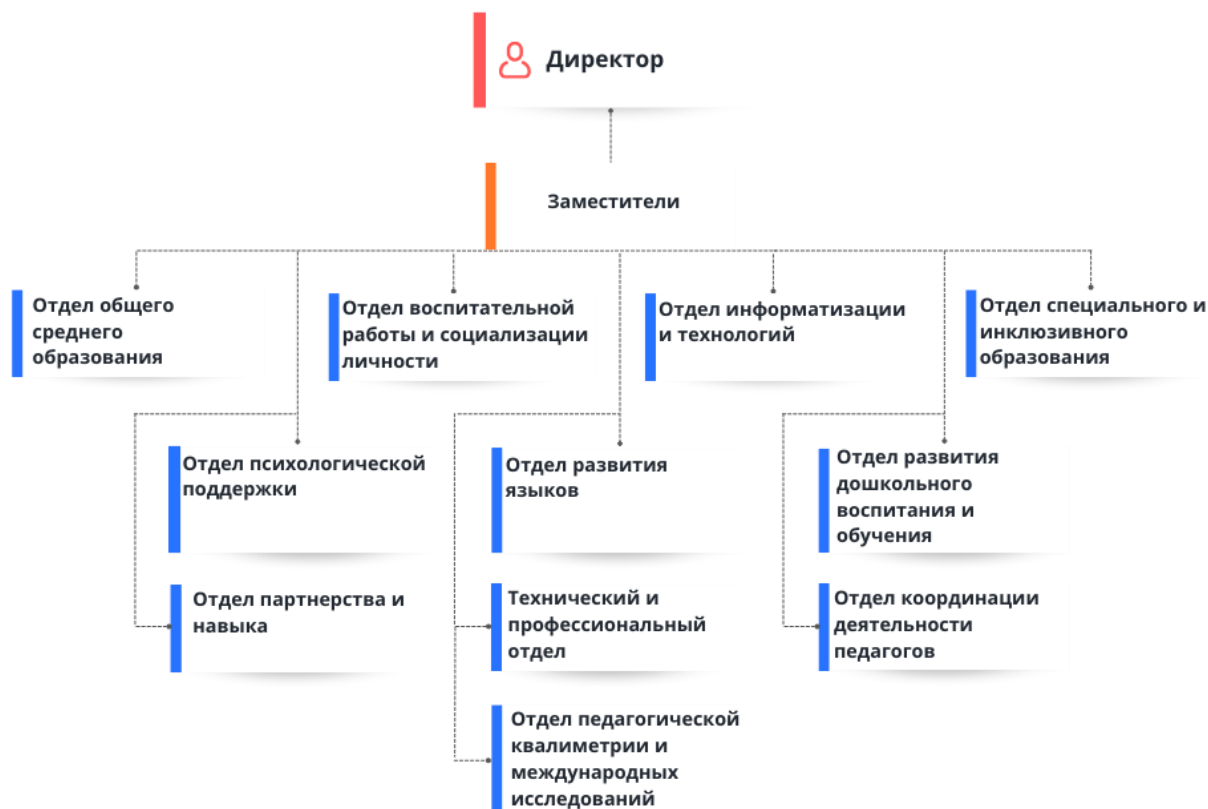 Директор
Заместители
Отдел общего
среднего
образования
Отдел воспитательной
работы и социализации
личности
Отдел информатизации
и технологий
Отдел специального и
инклюзивного
образования
Отдел психологической
поддержки
Отдел развития
языков
Отдел развития
дошкольного
воспитания и
обучения
Отдел партнерства и
навыка
Технический и
профессиональный
отдел
Отдел координации
деятельности
педагогов
Отдел педагогической
квалиметрии и
международных
исследований